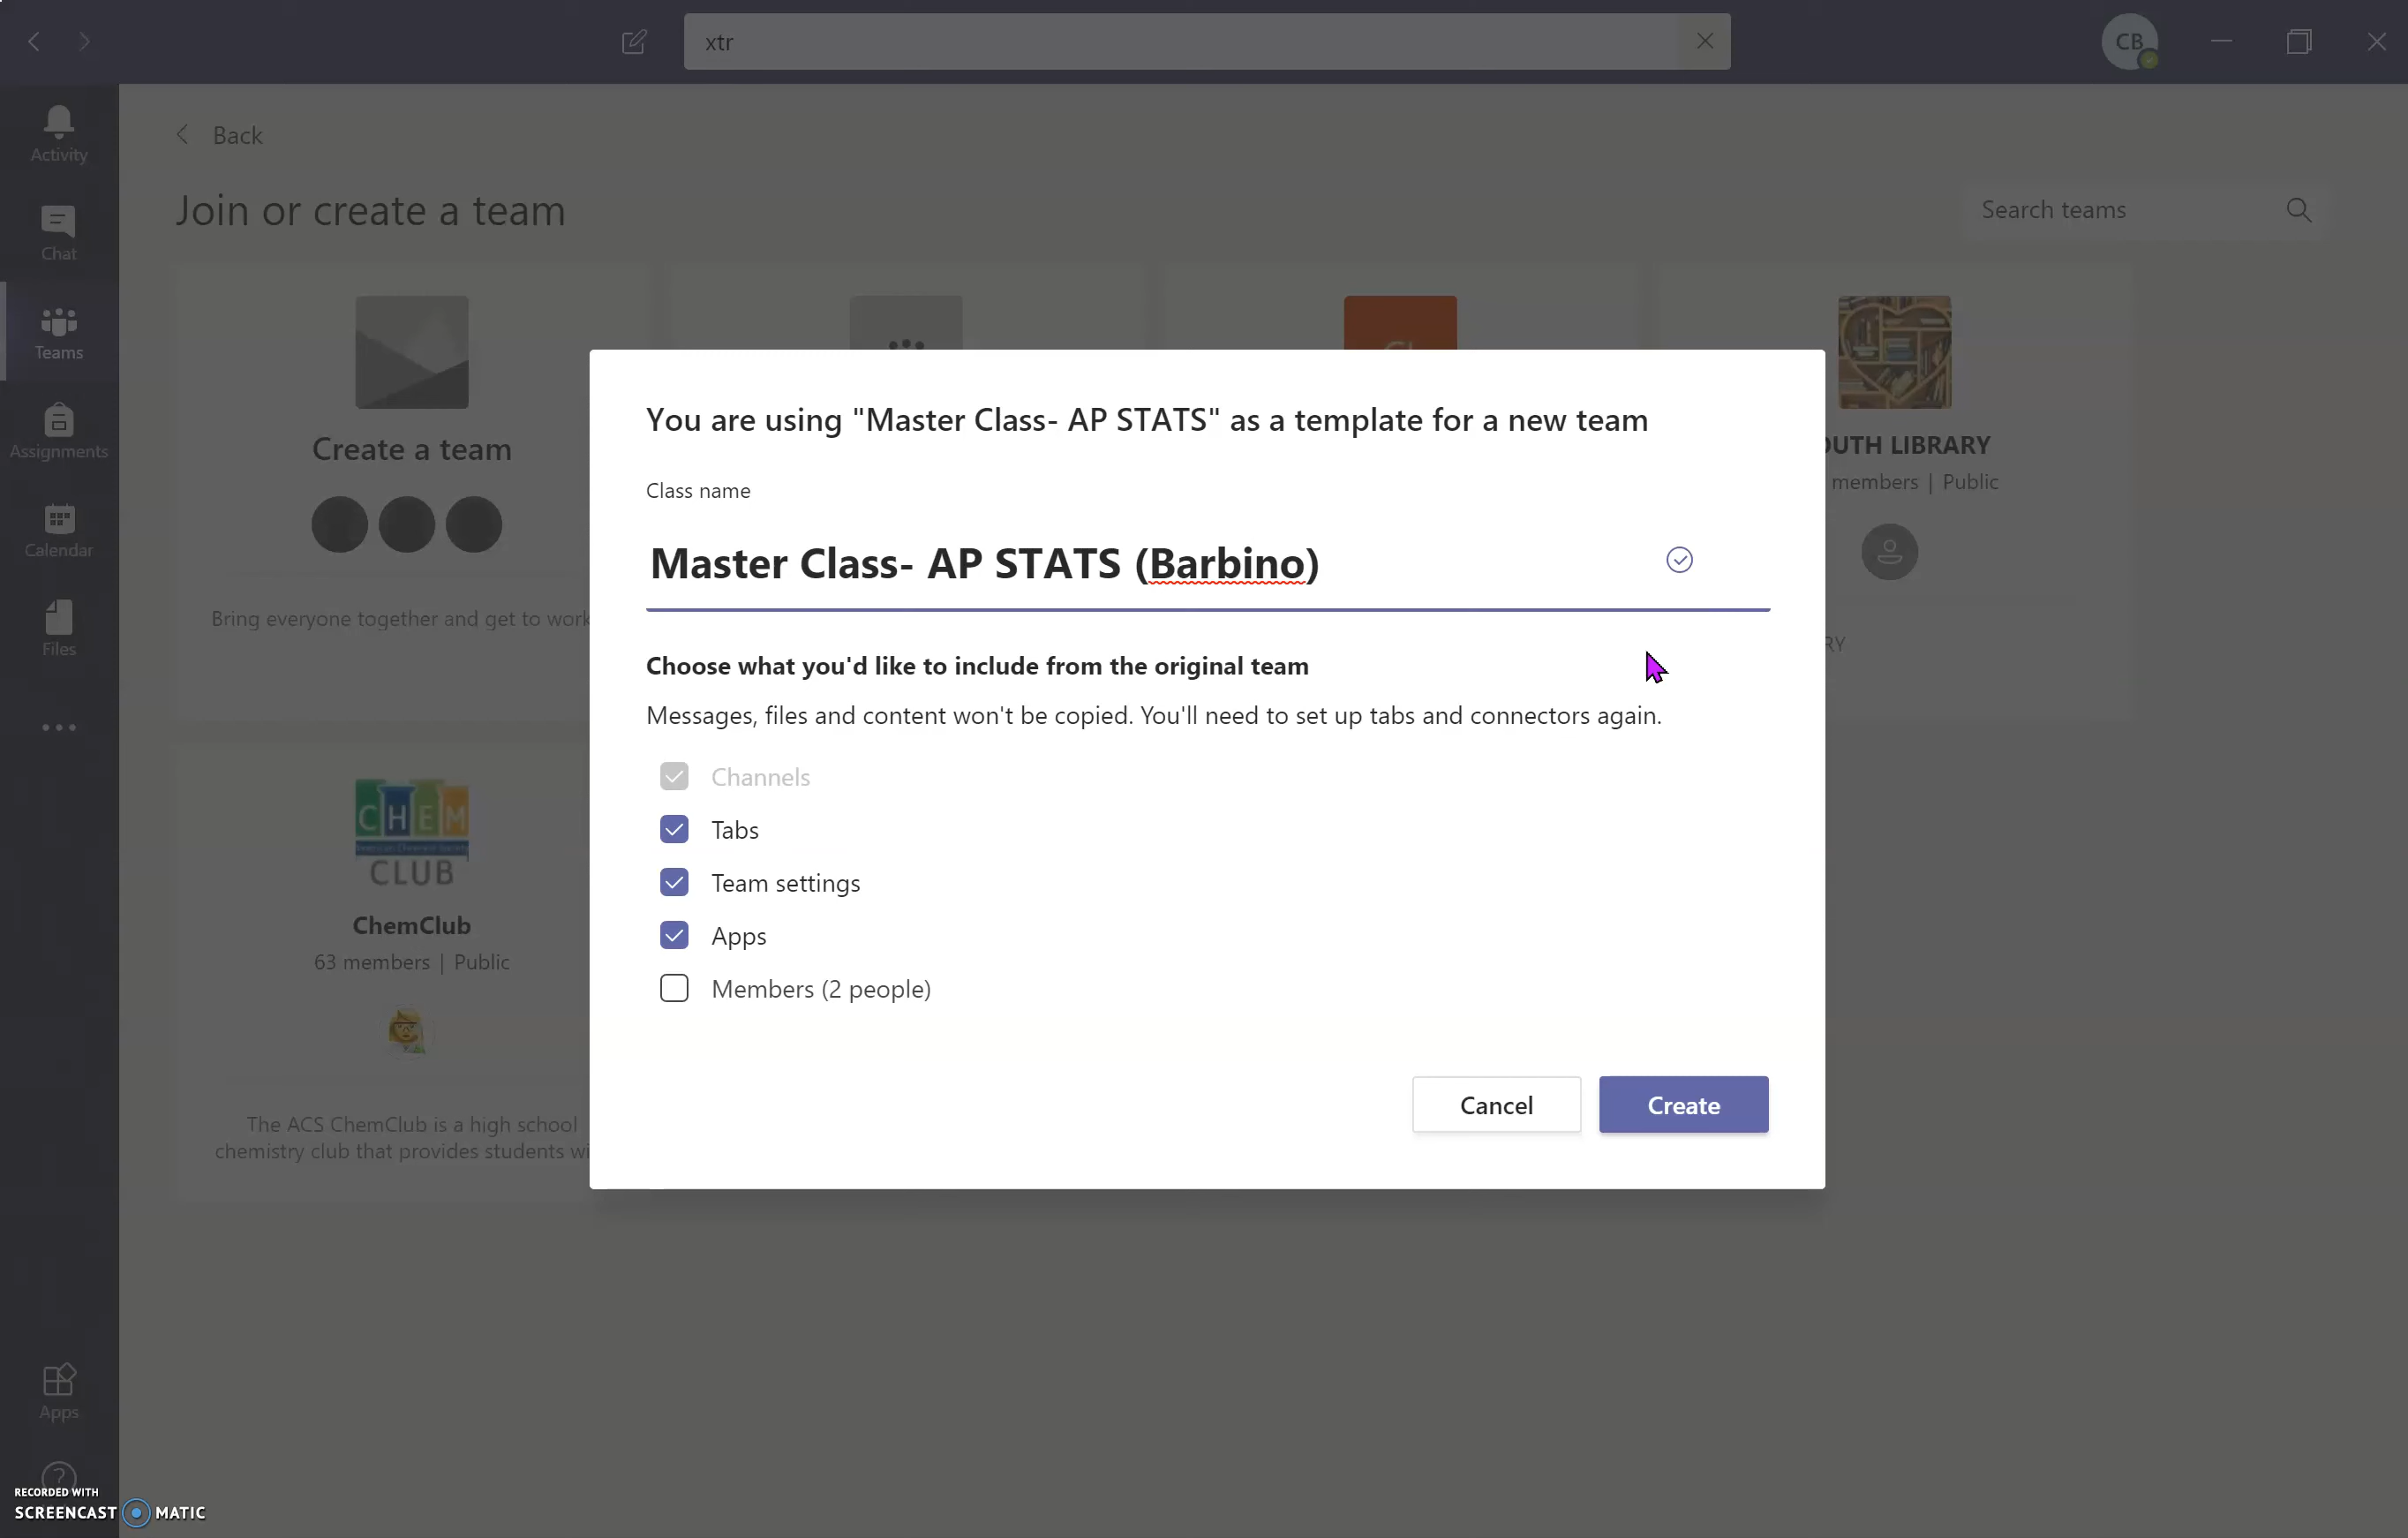 xtr
CB
Activity
Chat
Teams
Assignments
Calendar
Files
Apps
Back
Join or create a team
Search teams
Create a team
Bring everyone together and get to work
OUTH LIBRARY
members | Public
RY
CHEM
CLUB
ChemClub
63 members | Public
The ACS ChemClub is a high school
chemistry club that provides students wi
You are using "Master Class- AP STATS" as a template for a new team
Class name
Master Class- AP STATS (Barbino)
Choose what you'd like to include from the original team
Messages, files and content won't be copied. You'll need to set up tabs and connectors again.
Channels
Tabs
Team settings
Apps
Members (2 people)
Cancel
Create
RECORDED WITH
SCREENCAST MATIC